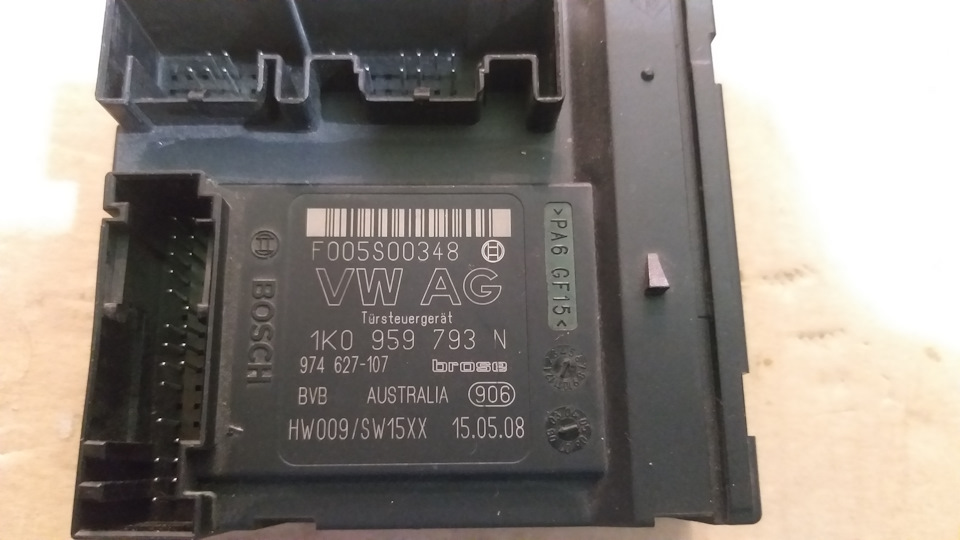 F005S00348
VW AG
Türsteuergerät
1K0 959 793 N
974 627-107 brose
BVB AUSTRALIA 906
HW009/SW15XX 15.05.08
BOSCH
>PA6 GF15<